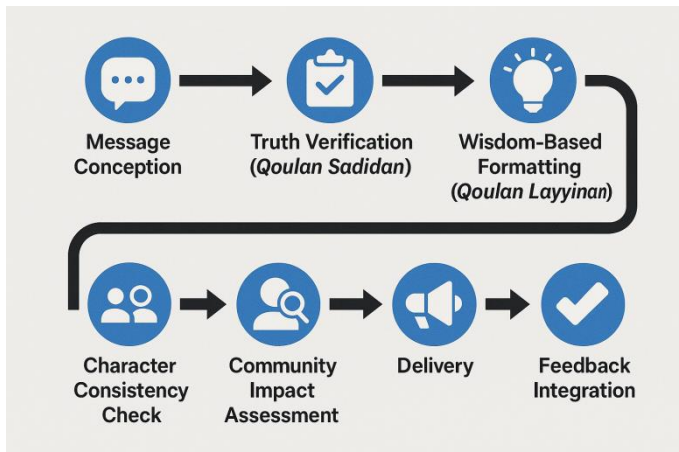 Message
Conception
Truth Verification
(Qoulan Sadidan)
Wisdom-Based
Formatting
(Qoulan Layyinan)
Character
Consistency
Check
Community
Impact
Assessment
Delivery
Feedback
Integration